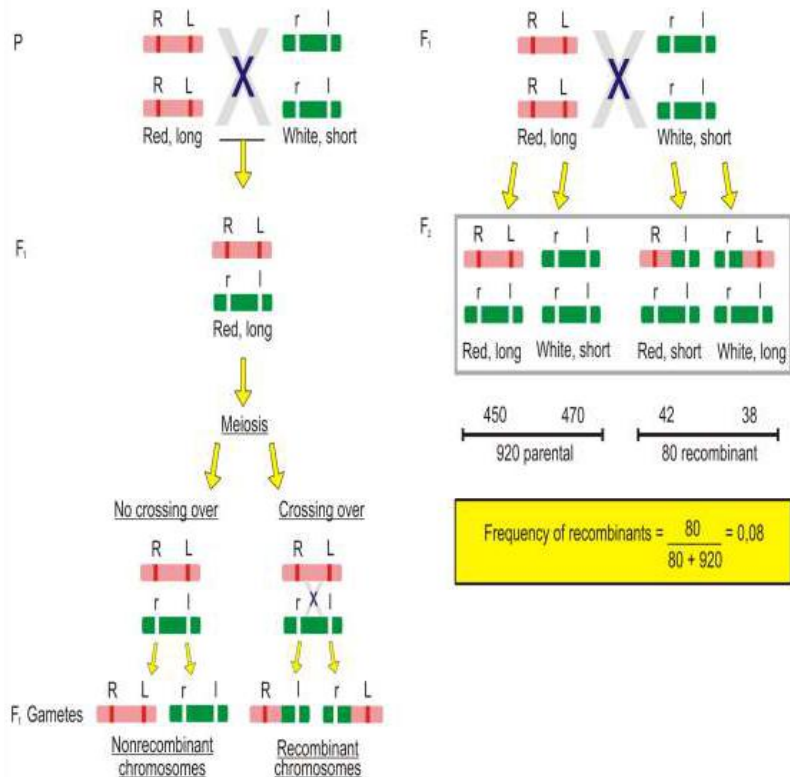 P
R L
r l
R L
r l
X
Red, long
White, short
F₁
R L
r l
Red, long
Meiosis
No crossing over
Crossing over
R L
r l
R L
X
r l
F₁ Gametes
R L
r l
R l
r L
Nonrecombinant
chromosomes
Recombinant
chromosomes
F₁
R L
r l
R L
r l
X
Red, long
White, short
F₂
R L
r l
R l
r L
r l
r l
r l
r l
Red, long
White, short
Red, short
White, long
450
470
42
38
920 parental
80 recombinant
Frequency of recombinants = 80 / 80 + 920 = 0,08